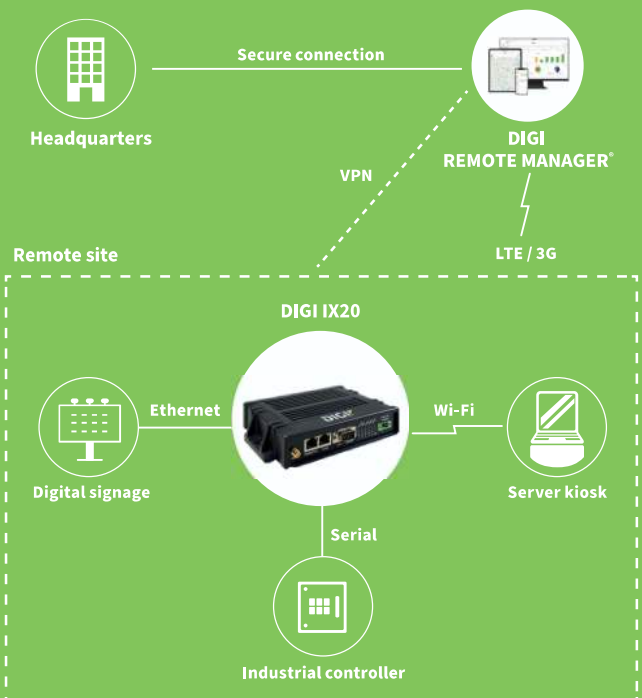 Secure connection
Headquarters
DIGI
REMOTE MANAGER®
VPN
LTE / 3G
Remote site
DIGI IX20
DIGI
Ethernet
Wi-Fi
Digital signage
Server kiosk
Serial
Industrial controller